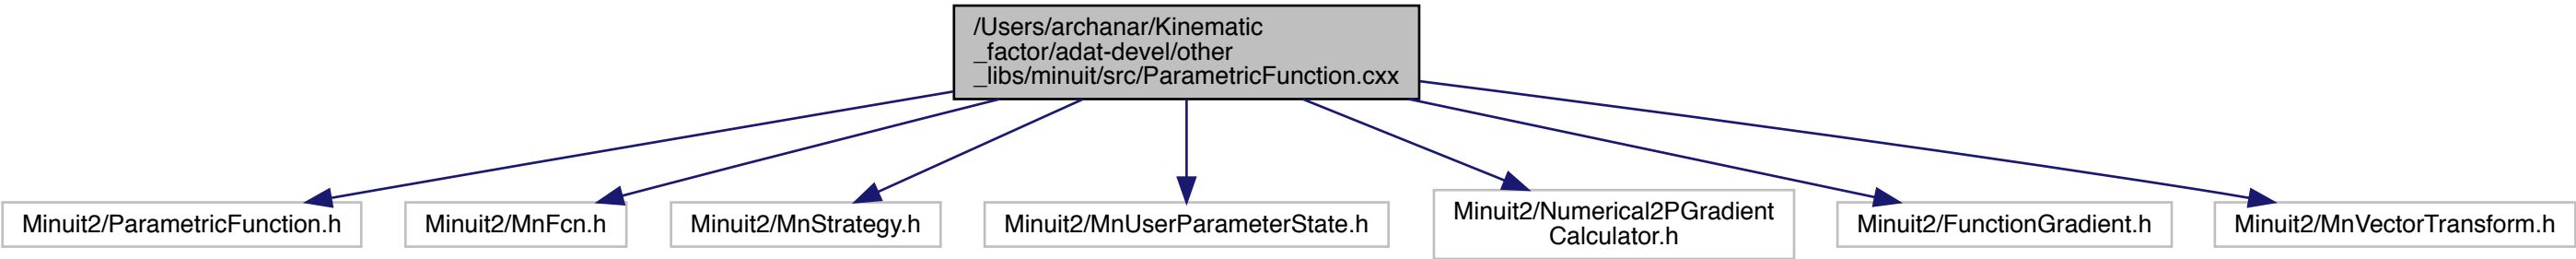 /Users/archanar/Kinematic
_factor/adat-devel/other
_libs/minuit/src/ParametricFunction.cxx
Minuit2/ParametricFunction.h
Minuit2/MnFcn.h
Minuit2/MnStrategy.h
Minuit2/MnUserParameterState.h
Minuit2/Numerical2PGradient
Calculator.h
Minuit2/FunctionGradient.h
Minuit2/MnVectorTransform.h